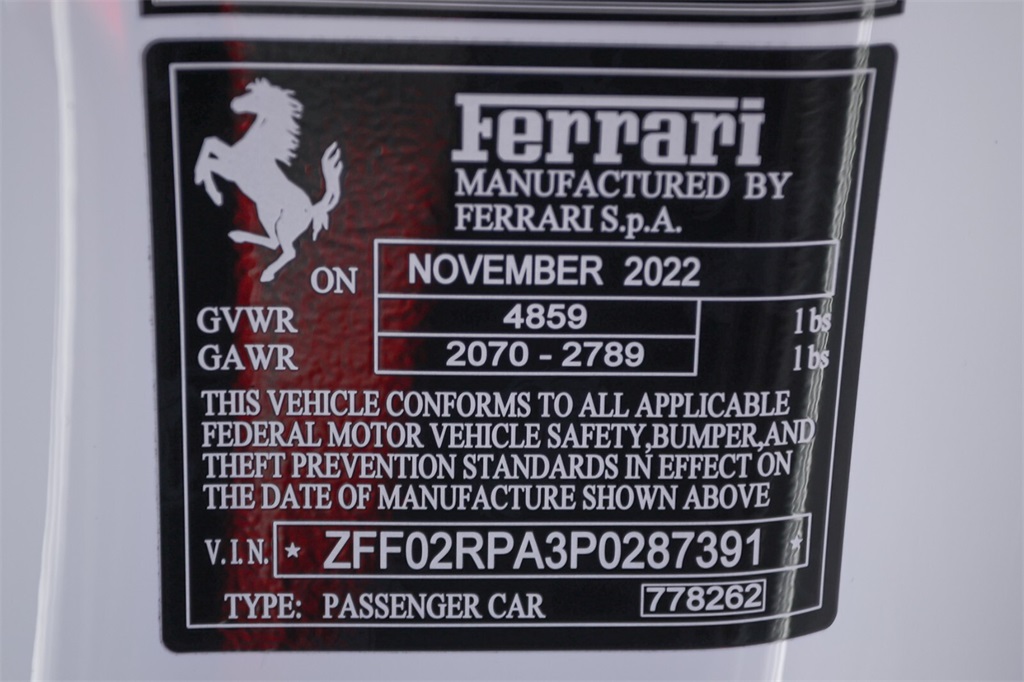 Ferrari
MANUFACTURED BY
FERRARI S.p.A.
ON NOVEMBER 2022
GVWR 4859 lbs
GAWR 2070 - 2789 lbs
THIS VEHICLE CONFORMS TO ALL APPLICABLE
FEDERAL MOTOR VEHICLE SAFETY,BUMPER,AND
THEFT PREVENTION STANDARDS IN EFFECT ON
THE DATE OF MANUFACTURE SHOWN ABOVE
V.I.N. * ZFF02RPA3P0287391 *
TYPE: PASSENGER CAR 778262